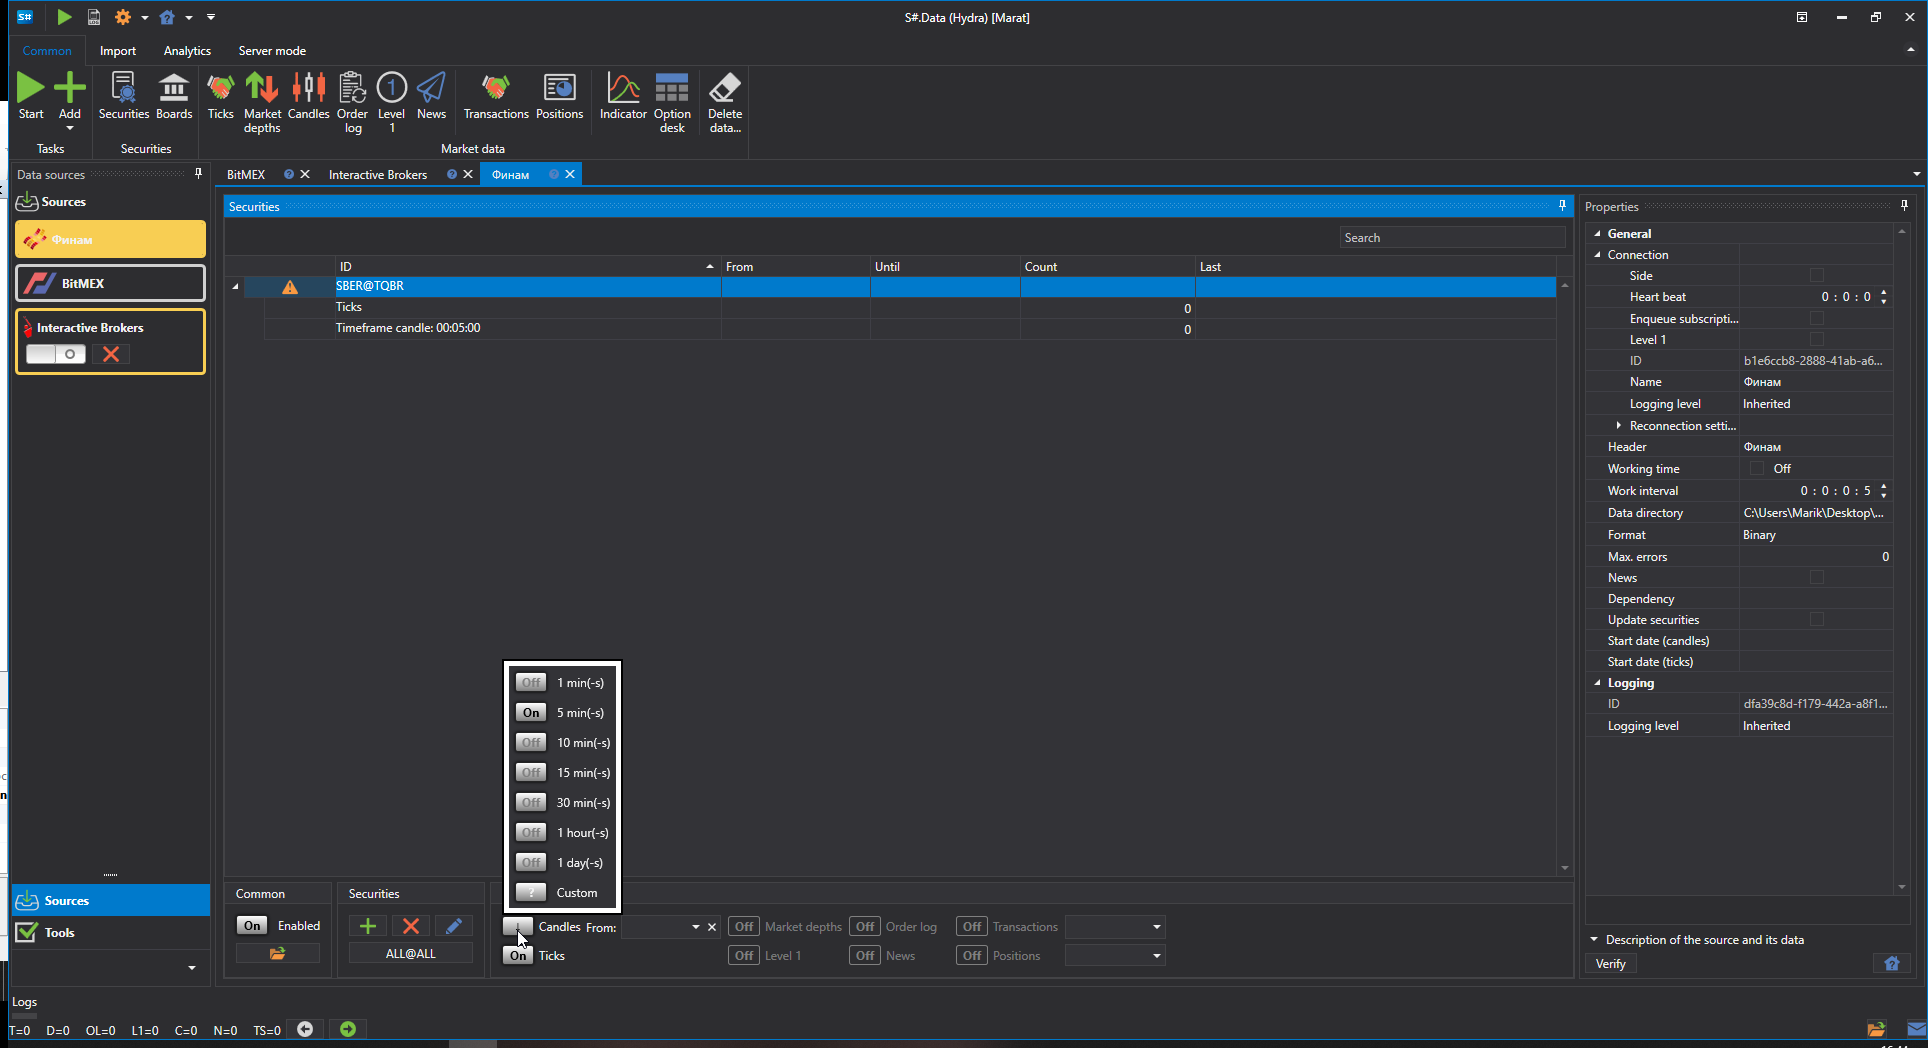 S#
S#.Data (Hydra) [Marat]
Common Import Analytics Server mode
Start Add Securities Boards Ticks Market depths Candles Order log Level 1 News Transactions Positions Indicator Option desk Delete data...
Tasks Securities Market data
Data sources
Sources
Финам
BitMEX
Interactive Brokers
BitMEX Interactive Brokers Финам
Securities
Search
ID From Until Count Last
SBER@TQBR
Ticks 0
Timeframe candle: 00:05:00 0
Off 1 min(-s)
On 5 min(-s)
Off 10 min(-s)
Off 15 min(-s)
Off 30 min(-s)
Off 1 hour(-s)
Off 1 day(-s)
? Custom
Common Securities
On Enabled
ALL@ALL
Candles From: Off Market depths Off Order log Off Transactions
On Ticks Off Level 1 Off News Off Positions
Properties
General
Connection
Side
Heart beat 0 : 0 : 0
Enqueue subscripti...
Level 1
ID b1e6ccb8-2888-41ab-a6...
Name Финам
Logging level Inherited
Reconnection setti...
Header Финам
Working time Off
Work interval 0 : 0 : 0 : 5
Data directory C:\Users\Marik\Desktop\...
Format Binary
Max. errors 0
News
Dependency
Update securities
Start date (candles)
Start date (ticks)
Logging
ID dfa39c8d-f179-442a-a8f1...
Logging level Inherited
Description of the source and its data
Verify
Sources
Tools
Logs
T=0 D=0 OL=0 L1=0 C=0 N=0 TS=0